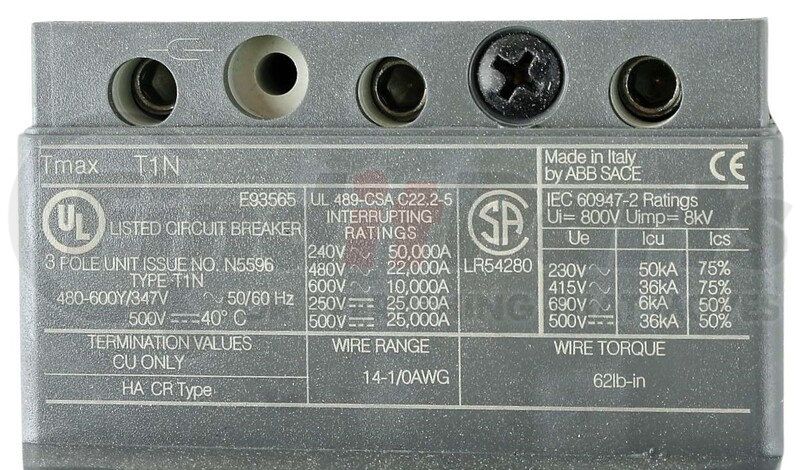 Tmax T1N
Made in Italy
by ABB SACE
CE
UL
E93565
LISTED CIRCUIT BREAKER
3 POLE UNIT.ISSUE NO. N5596
TYPE-T1N
480-600Y/347V ~ 50/60 Hz
500V ⎓ 40° C
UL 489-CSA C22.2-5
INTERRUPTING
RATINGS
240V ~ 50,000A
480V ~ 22,000A
600V ~ 10,000A
250V ⎓ 25,000A
500V ⎓ 25,000A
SA
LR54280
IEC 60947-2 Ratings
Ui= 800V Uimp= 8kV
Ue Icu Ics
230V ~ 50kA 75%
415V ~ 36kA 75%
690V ~ 6kA 50%
500V ⎓ 36kA 50%
TERMINATION VALUES
CU ONLY
HA CR Type
WIRE RANGE
14-1/0AWG
WIRE TORQUE
62lb-in